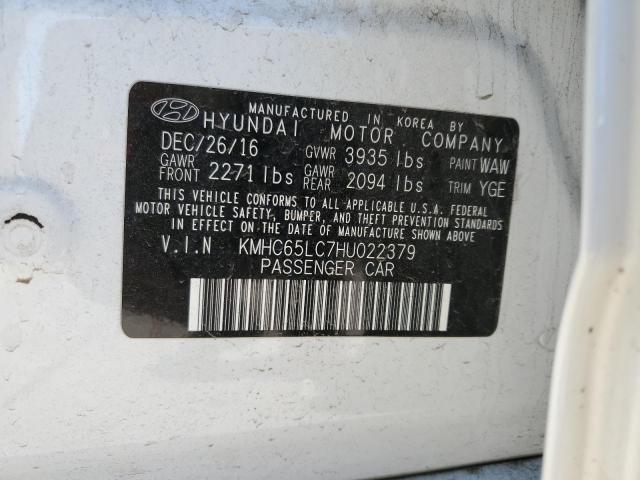 MANUFACTURED IN KOREA BY
HYUNDAI MOTOR COMPANY
DEC/26/16 GVWR 3935 lbs PAINT WAW
GAWR FRONT 2271 lbs GAWR REAR 2094 lbs TRIM YGE
THIS VEHICLE CONFORMS TO ALL APPLICABLE U.S.A. FEDERAL
MOTOR VEHICLE SAFETY, BUMPER, AND THEFT PREVENTION STANDARDS
IN EFFECT ON THE DATE OF MANUFACTURE SHOWN ABOVE.
V.I.N KMHC65LC7HU022379
PASSENGER CAR